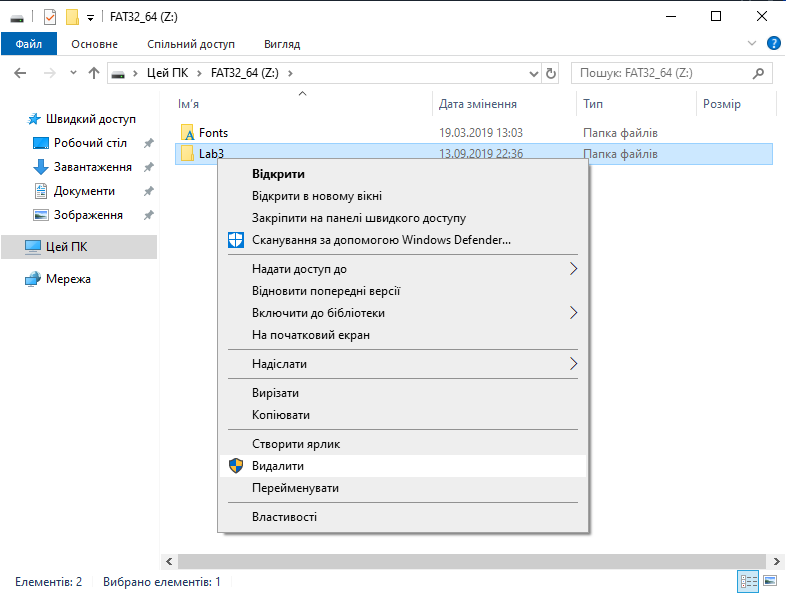 FAT32_64 (Z:)
Файл Основне Спільний доступ Вигляд
Цей ПК FAT32_64 (Z:) Пошук: FAT32_64 (Z:)
Ім'я Дата змінення Тип Розмір
Швидкий доступ
Робочий стіл
Завантаження
Документи
Зображення
Цей ПК
Мережа
Fonts 19.03.2019 13:03 Папка файлів
Lab3 13.09.2019 22:36 Папка файлів
Відкрити
Відкрити в новому вікні
Закріпити на панелі швидкого доступу
Сканування за допомогою Windows Defender...
Надати доступ до
Відновити попередні версії
Включити до бібліотеки
На початковий екран
Надіслати
Вирізати
Копіювати
Створити ярлик
Видалити
Перейменувати
Властивості
Елементів: 2 Вибрано елементів: 1